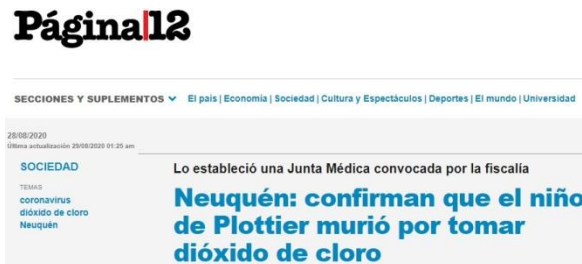 Página|12
SECCIONES Y SUPLEMENTOS El país | Economía | Sociedad | Cultura y Espectáculos | Deportes | El mundo | Universidad
28/08/2020
Última actualización 29/08/2020 01:25 am
SOCIEDAD
TEMAS
coronavirus
dióxido de cloro
Neuquén
Lo estableció una Junta Médica convocada por la fiscalía
Neuquén: confirman que el niño
de Plottier murió por tomar
dióxido de cloro